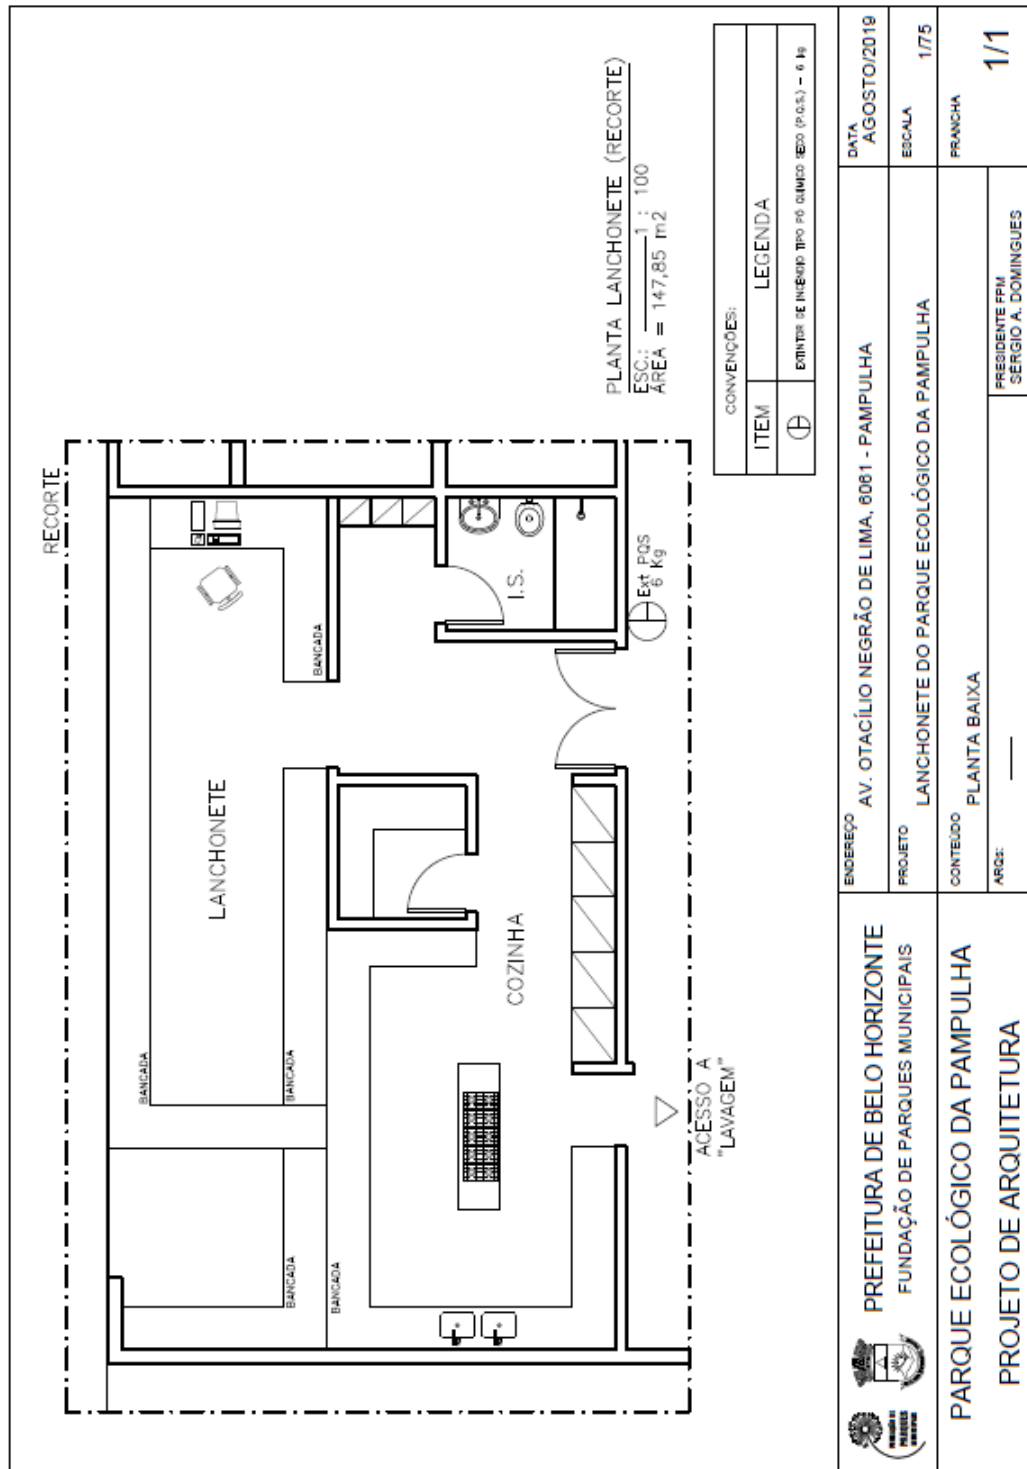 RECORTE
BANCADA
LANCHONETE
BANCADA
BANCADA
BANCADA
BANCADA
COZINHA
I.S.
Ext PQS
6 Kg
ACESSO A
"LAVAGEM"
PLANTA LANCHONETE (RECORTE)
ESC.: 1 : 100
ÁREA = 147,85 m2
CONVENÇÕES:
ITEM LEGENDA
EXTINTOR DE INCÊNDIO TIPO PÓ QUÍMICO SECO (P.Q.S.) - 6 kg
PREFEITURA DE BELO HORIZONTE
FUNDAÇÃO DE PARQUES MUNICIPAIS
PARQUE ECOLÓGICO DA PAMPULHA
PROJETO DE ARQUITETURA
ENDEREÇO
AV. OTACÍLIO NEGRÃO DE LIMA, 6061 - PAMPULHA
PROJETO
LANCHONETE DO PARQUE ECOLÓGICO DA PAMPULHA
CONTEÚDO
PLANTA BAIXA
ARQs:
PRESIDENTE FPM
SÉRGIO A. DOMINGUES
DATA
AGOSTO/2019
ESCALA
1/75
PRANCHA
1/1